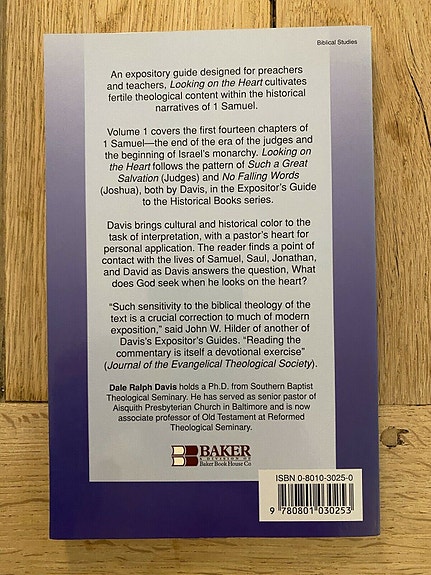 Biblical Studies
An expository guide designed for preachers
and teachers, Looking on the Heart cultivates
fertile theological content within the historical
narratives of 1 Samuel.
Volume 1 covers the first fourteen chapters of
1 Samuel—the end of the era of the judges and
the beginning of Israel's monarchy. Looking on
the Heart follows the pattern of Such a Great
Salvation (Judges) and No Falling Words
(Joshua), both by Davis, in the Expositor's Guide
to the Historical Books series.
Davis brings cultural and historical color to the
task of interpretation, with a pastor's heart for
personal application. The reader finds a point of
contact with the lives of Samuel, Saul, Jonathan,
and David as Davis answers the question, What
does God seek when he looks on the heart?
"Such sensitivity to the biblical theology of the
text is a crucial correction to much of modern
exposition," said John W. Hilder of another of
Davis's Expositor's Guides. "Reading the
commentary is itself a devotional exercise"
(Journal of the Evangelical Theological Society).
Dale Ralph Davis holds a Ph.D. from Southern Baptist
Theological Seminary. He has served as senior pastor of
Aisquith Presbyterian Church in Baltimore and is now
associate professor of Old Testament at Reformed
Theological Seminary.
BAKER
A DIVISION OF
Baker Book House Co
ISBN 0-8010-3025-0
9 780801 030253